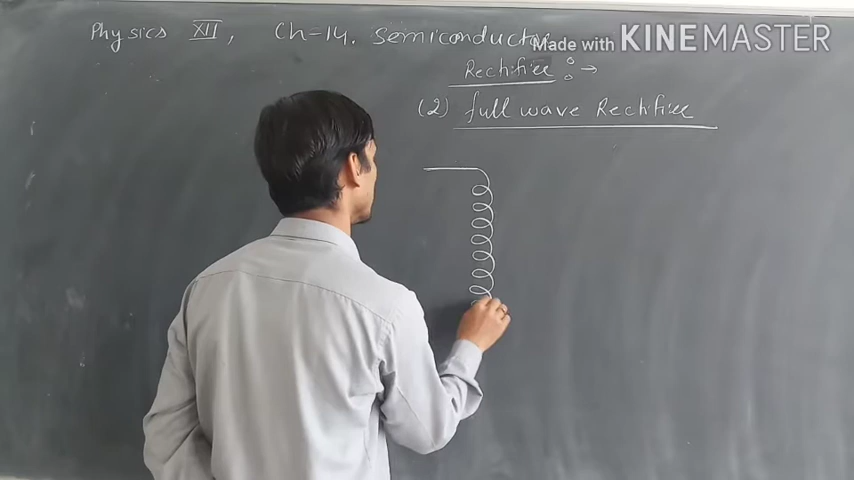 Physics XII, Ch=14. Semiconductor
Made with KINEMASTER
Rectifier : →
(2) full wave Rectifier